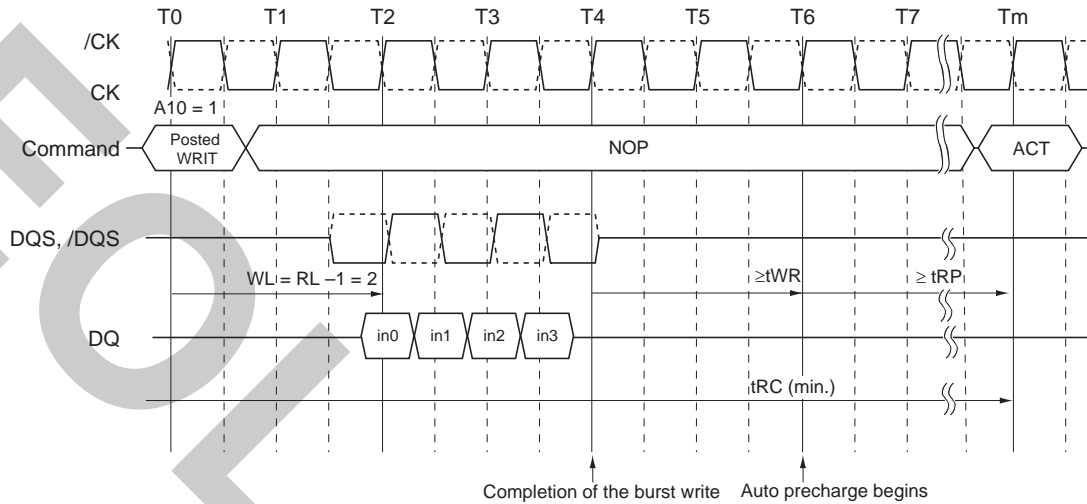 T0 T1 T2 T3 T4 T5 T6 T7 Tm
/CK
CK
A10 = 1
Command
Posted
WRIT
NOP
ACT
DQS, /DQS
WL = RL –1 = 2
≥tWR
≥ tRP
DQ
in0 in1 in2 in3
tRC (min.)
Completion of the burst write
Auto precharge begins